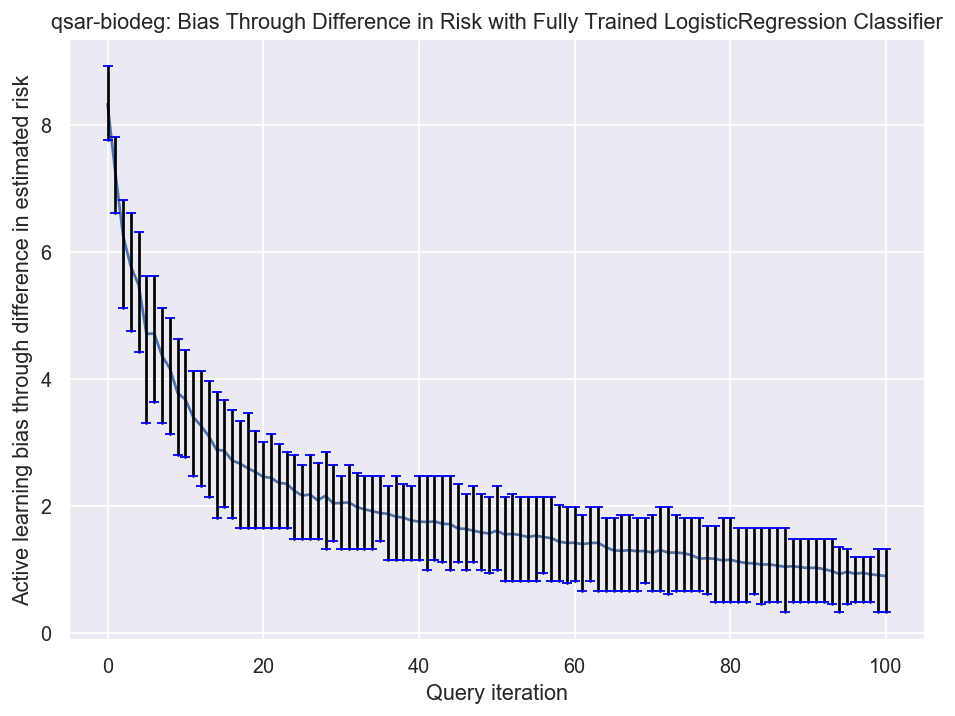 qsar-biodeg: Bias Through Difference in Risk with Fully Trained LogisticRegression Classifier
Active learning bias through difference in estimated risk
8
6
4
2
0
0 20 40 60 80 100
Query iteration